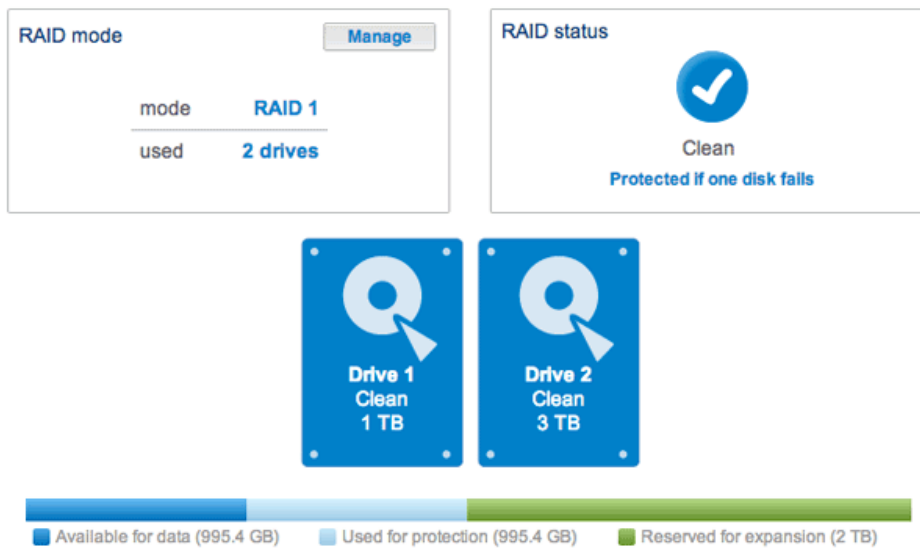 RAID mode
Manage
mode RAID 1
used 2 drives
RAID status
Clean
Protected if one disk fails
Drive 1
Clean
1 TB
Drive 2
Clean
3 TB
Available for data (995.4 GB) Used for protection (995.4 GB) Reserved for expansion (2 TB)